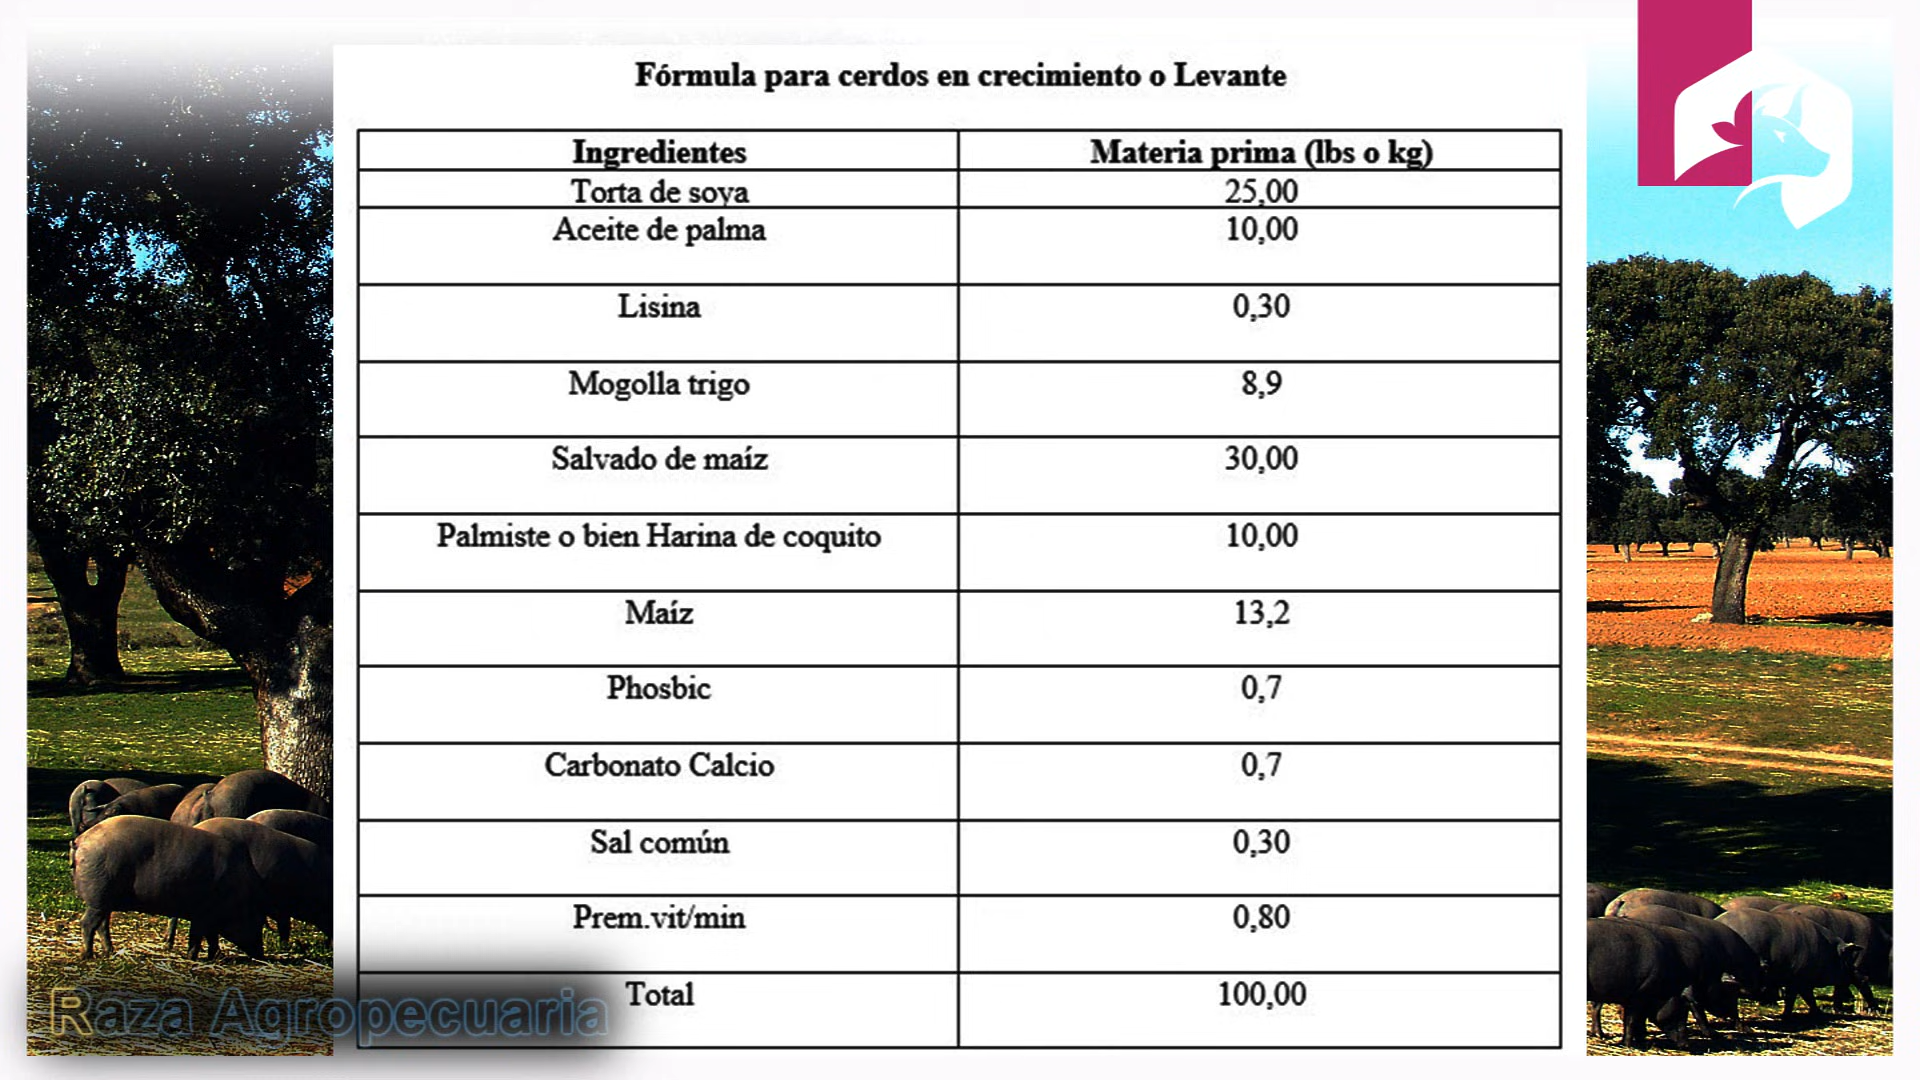 Fórmula para cerdos en crecimiento o Levante
Ingredientes Materia prima (lbs o kg)
Torta de soya 25,00
Aceite de palma 10,00
Lisina 0,30
Mogolla trigo 8,9
Salvado de maíz 30,00
Palmiste o bien Harina de coquito 10,00
Maíz 13,2
Phosbic 0,7
Carbonato Calcio 0,7
Sal común 0,30
Prem.vit/min 0,80
Total 100,00
Raza Agropecuaria